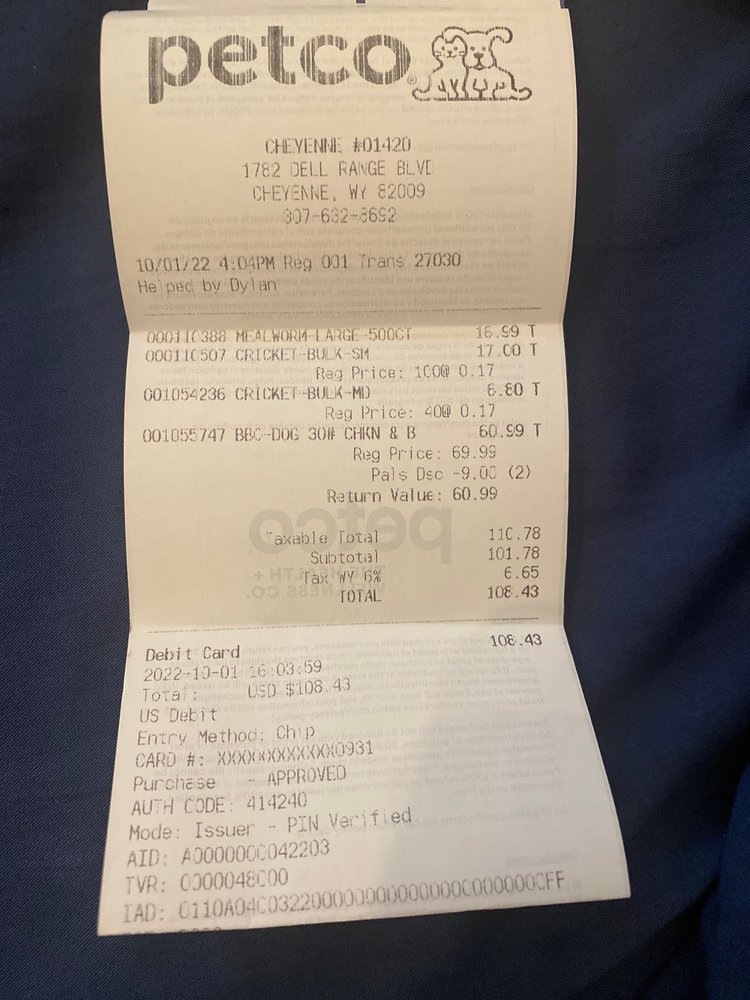 petco
CHEYENNE #01420
1782 DELL RANGE BLVD
CHEYENNE, WY 82009
307-632-8692
10/01/22 4:04PM Reg 001 Trans 27030
Helped by Dylan
000110388 MEALWORM-LARGE-500CT 16.99 T
000110507 CRICKET-BULK-SM 17.00 T
Reg Price: 100@ 0.17
001054236 CRICKET-BULK-MD 6.80 T
Reg Price: 40@ 0.17
001055747 BBC-DOG 30# CHKN & B 60.99 T
Reg Price: 69.99
Pals Dsc -9.00 (2)
Return Value: 60.99
Taxable Total 110.78
Subtotal 101.78
Tax WY 6% 6.65
TOTAL 108.43
Debit Card 108.43
2022-10-01 16:03:59
Total: USD $108.43
US Debit
Entry Method: Chip
CARD #: XXXXXXXXXXXX0931
Purchase - APPROVED
AUTH CODE: 414240
Mode: Issuer - PIN Verified
AID: A0000000042203
TVR: 0000048000
IAD: